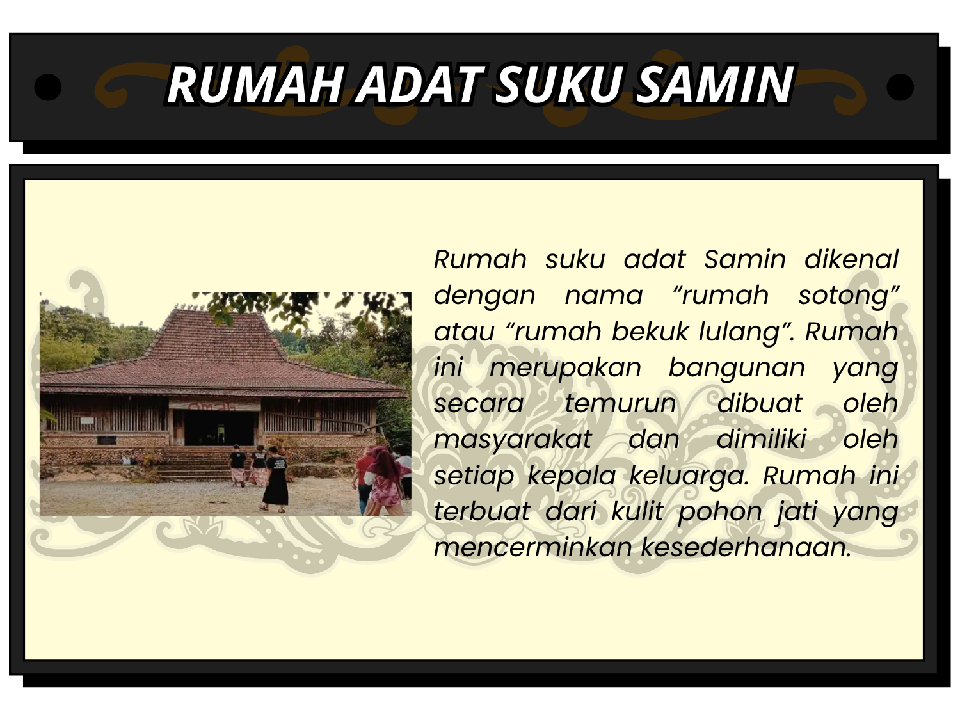 RUMAH ADAT SUKU SAMIN
Rumah suku adat Samin dikenal
dengan nama “rumah sotong”
atau “rumah bekuk lulang”. Rumah
ini merupakan bangunan yang
secara temurun dibuat oleh
masyarakat dan dimiliki oleh
setiap kepala keluarga. Rumah ini
terbuat dari kulit pohon jati yang
mencerminkan kesederhanaan.